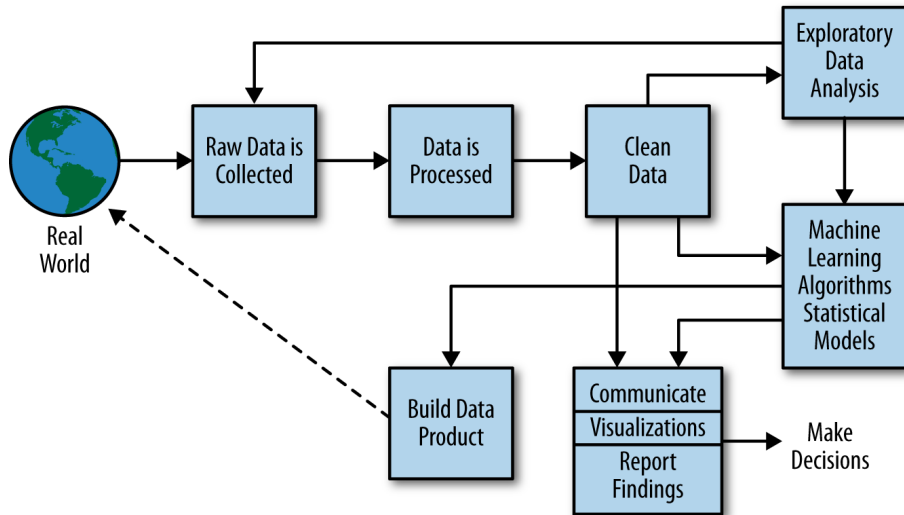 Exploratory
Data
Analysis
Raw Data is
Collected
Data is
Processed
Clean
Data
Real
World
Machine
Learning
Algorithms
Statistical
Models
Build Data
Product
Communicate
Visualizations
Report
Findings
Make
Decisions